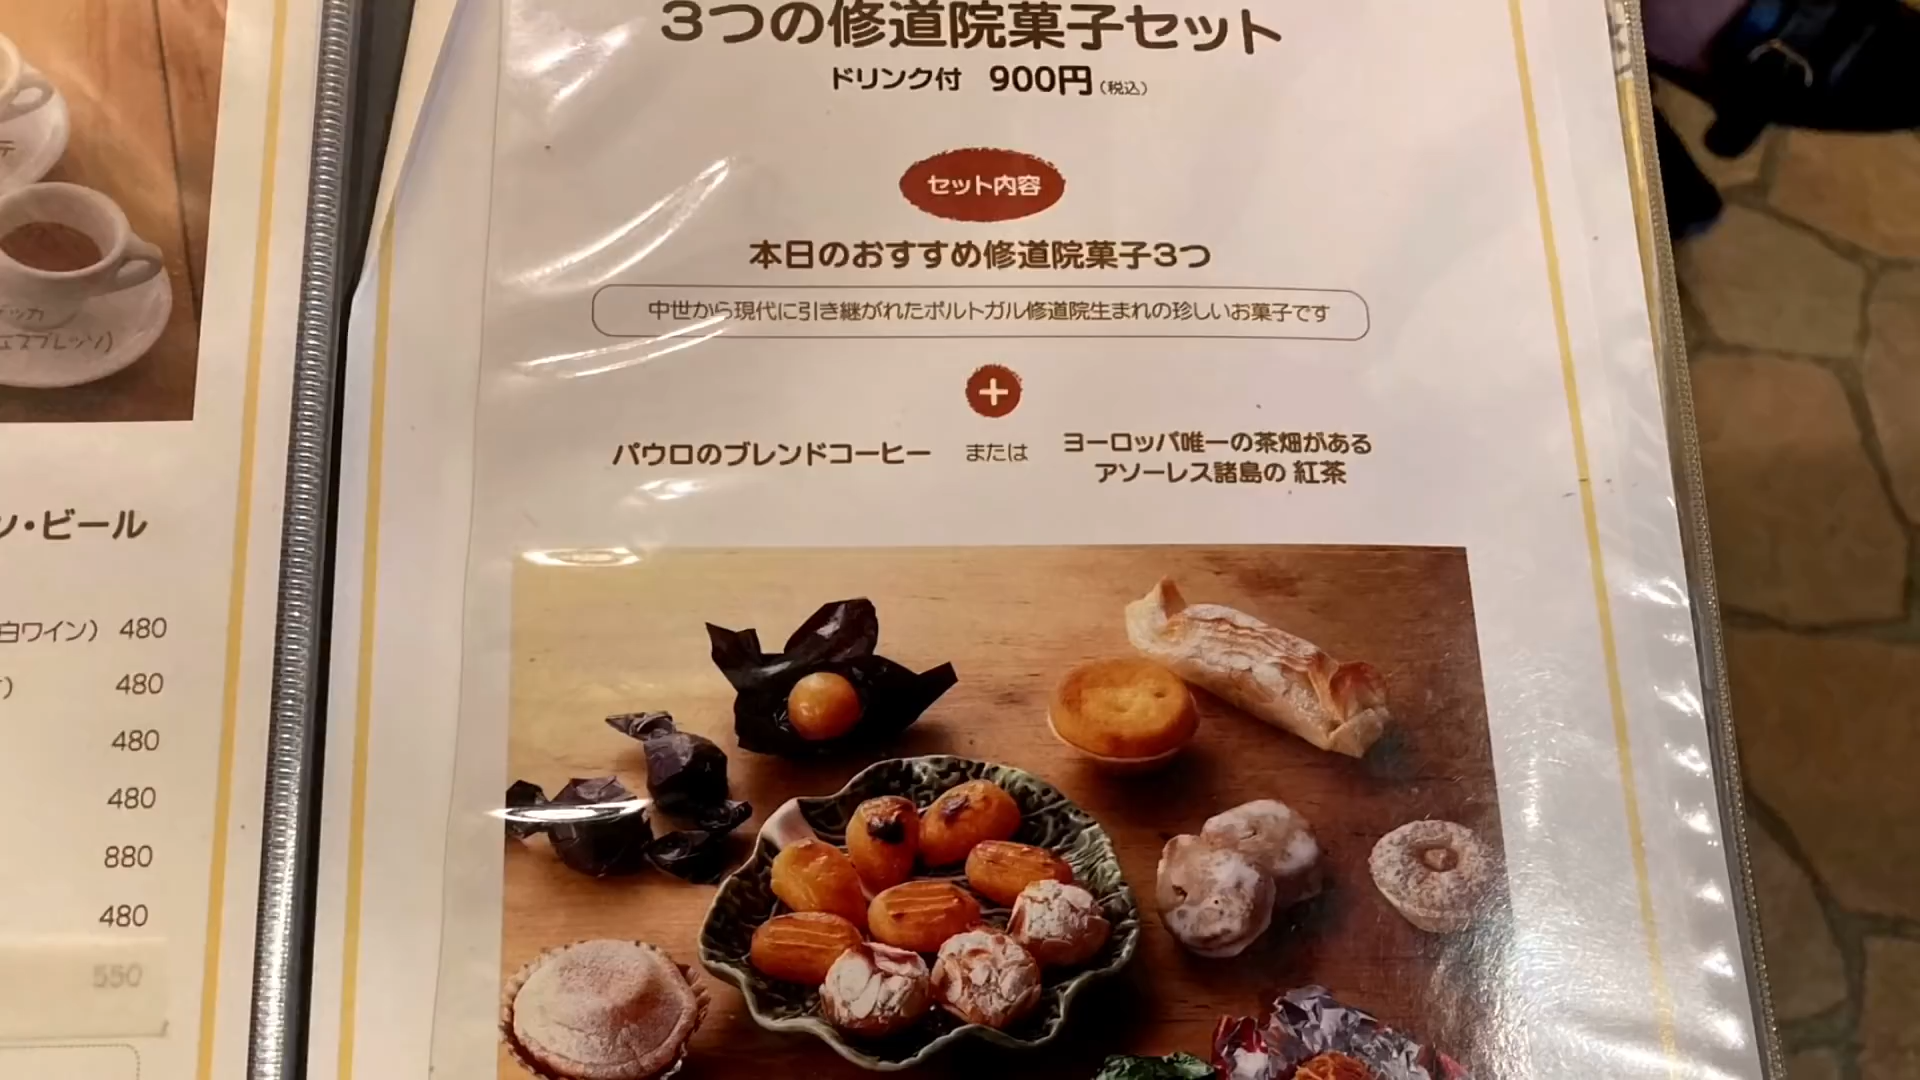 3つの修道院菓子セット
ドリンク付 900円(税込)
セット内容
本日のおすすめ修道院菓子3つ
中世から現代に引き継がれたポルトガル修道院生まれの珍しいお菓子です
+
パウロのブレンドコーヒー または ヨーロッパ唯一の茶畑がある
アソーレス諸島の 紅茶
・ビール
白ワイン) 480
480
480
480
880
480
550